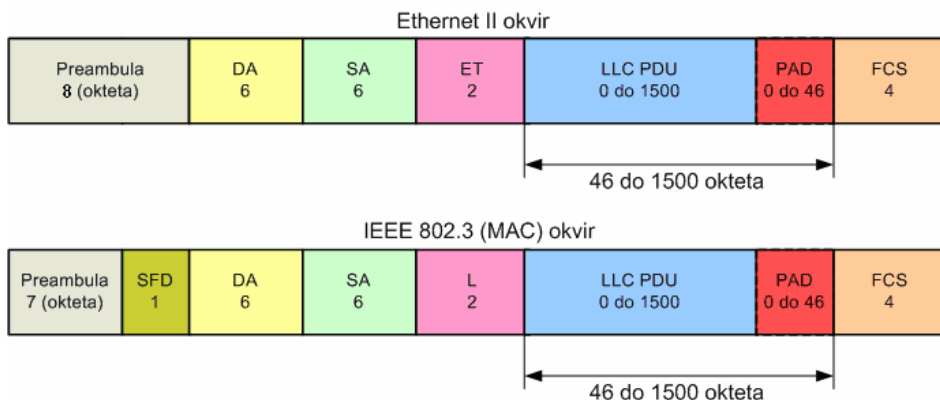 Ethernet II okvir
Preambula
8 (okteta)
DA
6
SA
6
ET
2
LLC PDU
0 do 1500
PAD
0 do 46
FCS
4
46 do 1500 okteta
IEEE 802.3 (MAC) okvir
Preambula
7 (okteta)
SFD
1
DA
6
SA
6
L
2
LLC PDU
0 do 1500
PAD
0 do 46
FCS
4
46 do 1500 okteta